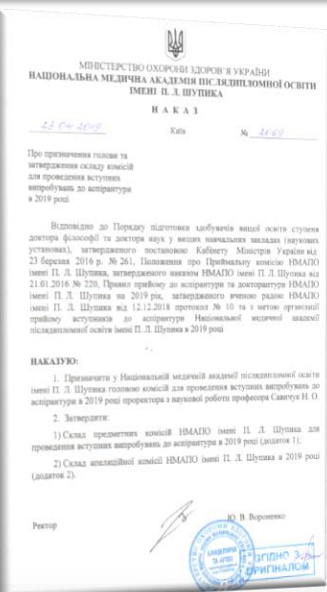 МІНІСТЕРСТВО ОХОРОНИ ЗДОРОВ'Я УКРАЇНИ
НАЦІОНАЛЬНА МЕДИЧНА АКАДЕМІЯ ПІСЛЯДИПЛОМНОЇ ОСВІТИ
ІМЕНІ П. Л. ШУПИКА
Н А К А З
Київ
№
Про призначення голови та
затвердження складу комісій
для проведення вступних
випробувань до аспірантури
в 2019 році
Відповідно до Порядку підготовки здобувачів вищої освіти ступеня
доктора філософії та доктора наук у вищих навчальних закладах (наукових
установах), затвердженого постановою Кабінету Міністрів України від
23 березня 2016 р. № 261, Положення про Приймальну комісію НМАПО
імені П. Л. Шупика, затвердженого наказом НМАПО імені П. Л. Шупика від
21.01.2016 № 220, Правил прийому до аспірантури та докторантури НМАПО
імені П. Л. Шупика на 2019 рік, затвердженого вченою радою НМАПО
імені П. Л. Шупика від 12.12.2018 протокол № 10 та з метою організації
прийому вступників до аспірантури Національної медичної академії
післядипломної освіти імені П. Л. Шупика в 2019 році
НАКАЗУЮ:
1. Призначити у Національній медичній академії післядипломної освіти
імені П. Л. Шупика головою комісій для проведення вступних випробувань до
аспірантури в 2019 році проректора з наукової роботи професора Савичук Н. О.
2. Затвердити:
1) Склад предметних комісій НМАПО імені П. Л. Шупика для
проведення вступних випробувань до аспірантури в 2019 році (додаток 1);
2) Склад апеляційної комісії НМАПО імені П. Л. Шупика в 2019 році
(додаток 2).
Ректор
Ю. В. Вороненко
КАНЦЕЛЯРІЯ
ЗГІДНО З
ОРИГІНАЛОМ